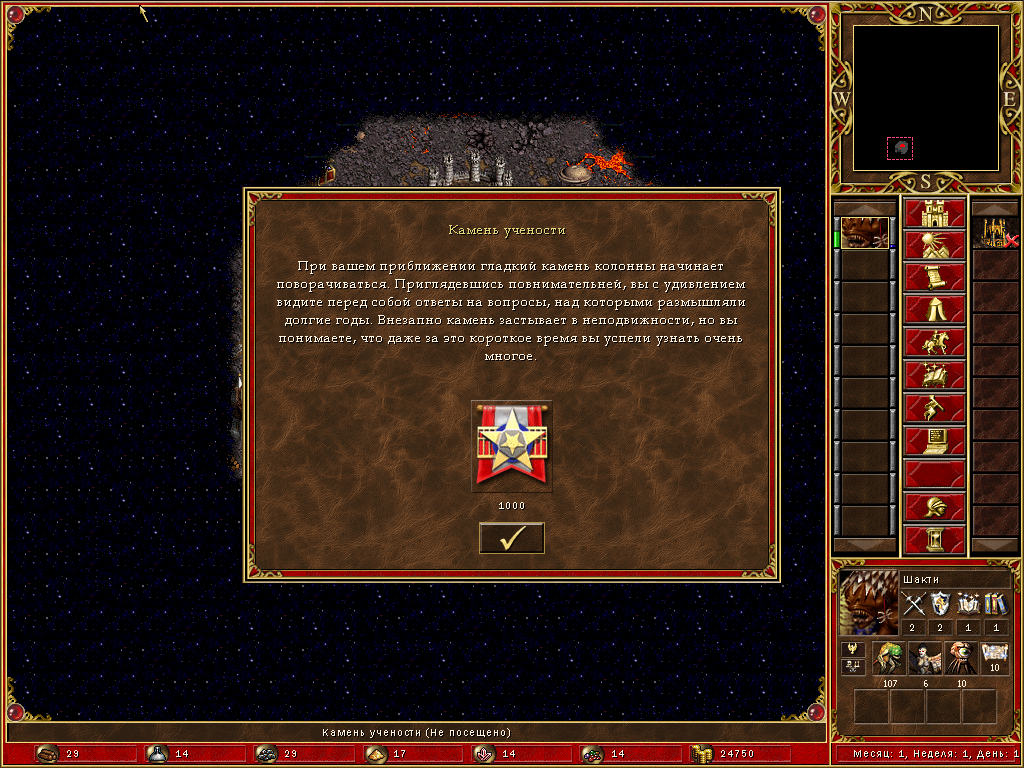 N
W
E
S
Камень учености
При вашем приближении гладкий камень колонны начинает
поворачиваться. Приглядевшись повнимательней, вы с удивлением
видите перед собой ответы на вопросы, над которыми размышляли
долгие годы. Внезапно камень застывает в неподвижности, но вы
понимаете, что даже за это короткое время вы успели узнать очень
многое.
1000
Шакти
2 2 1 1
10
107 6 10
Камень учености (Не посещено)
29 14 29 17 14 14 24750
Месяц: 1, Неделя: 1, День: 1